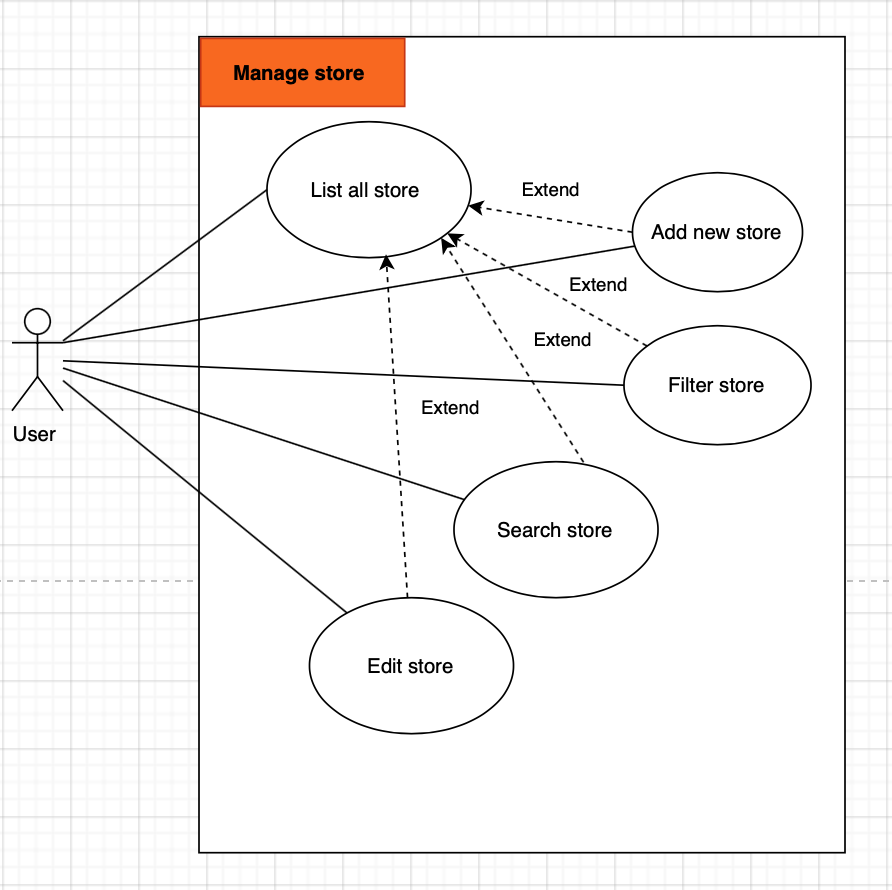 Manage store
List all store
Extend
Add new store
Extend
Extend
Filter store
Extend
User
Search store
Edit store